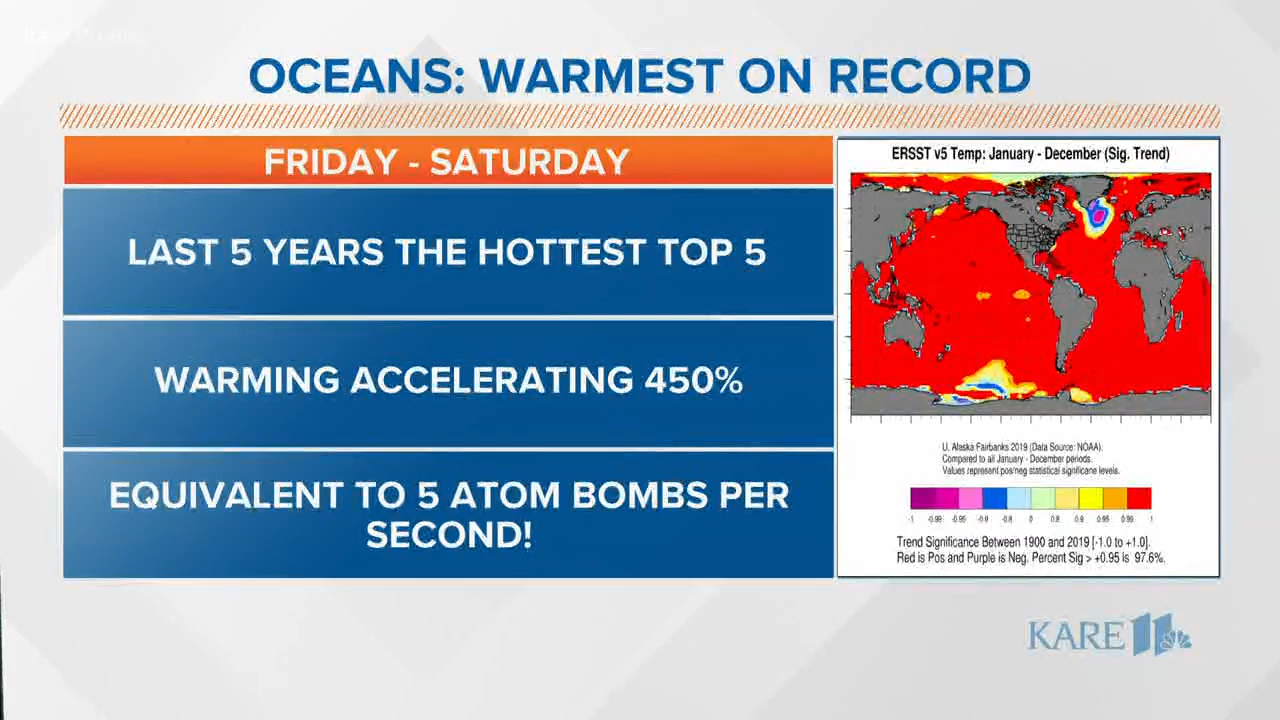 OCEANS: WARMEST ON RECORD
FRIDAY - SATURDAY
LAST 5 YEARS THE HOTTEST TOP 5
WARMING ACCELERATING 450%
EQUIVALENT TO 5 ATOM BOMBS PER
SECOND!
ERSST v5 Temp: January - December (Sig. Trend)
U. Alaska Fairbanks 2019 (Data Source: NOAA).
Compared to all January - December periods.
Values represent pos/neg statistical significane levels.
-1 -0.99 -0.95 -0.9 -0.8 0 0.8 0.9 0.95 0.99 1
Trend Significance Between 1900 and 2019 [-1.0 to +1.0].
Red is Pos and Purple is Neg. Percent Sig > +0.95 is 97.6%.
KARE 11